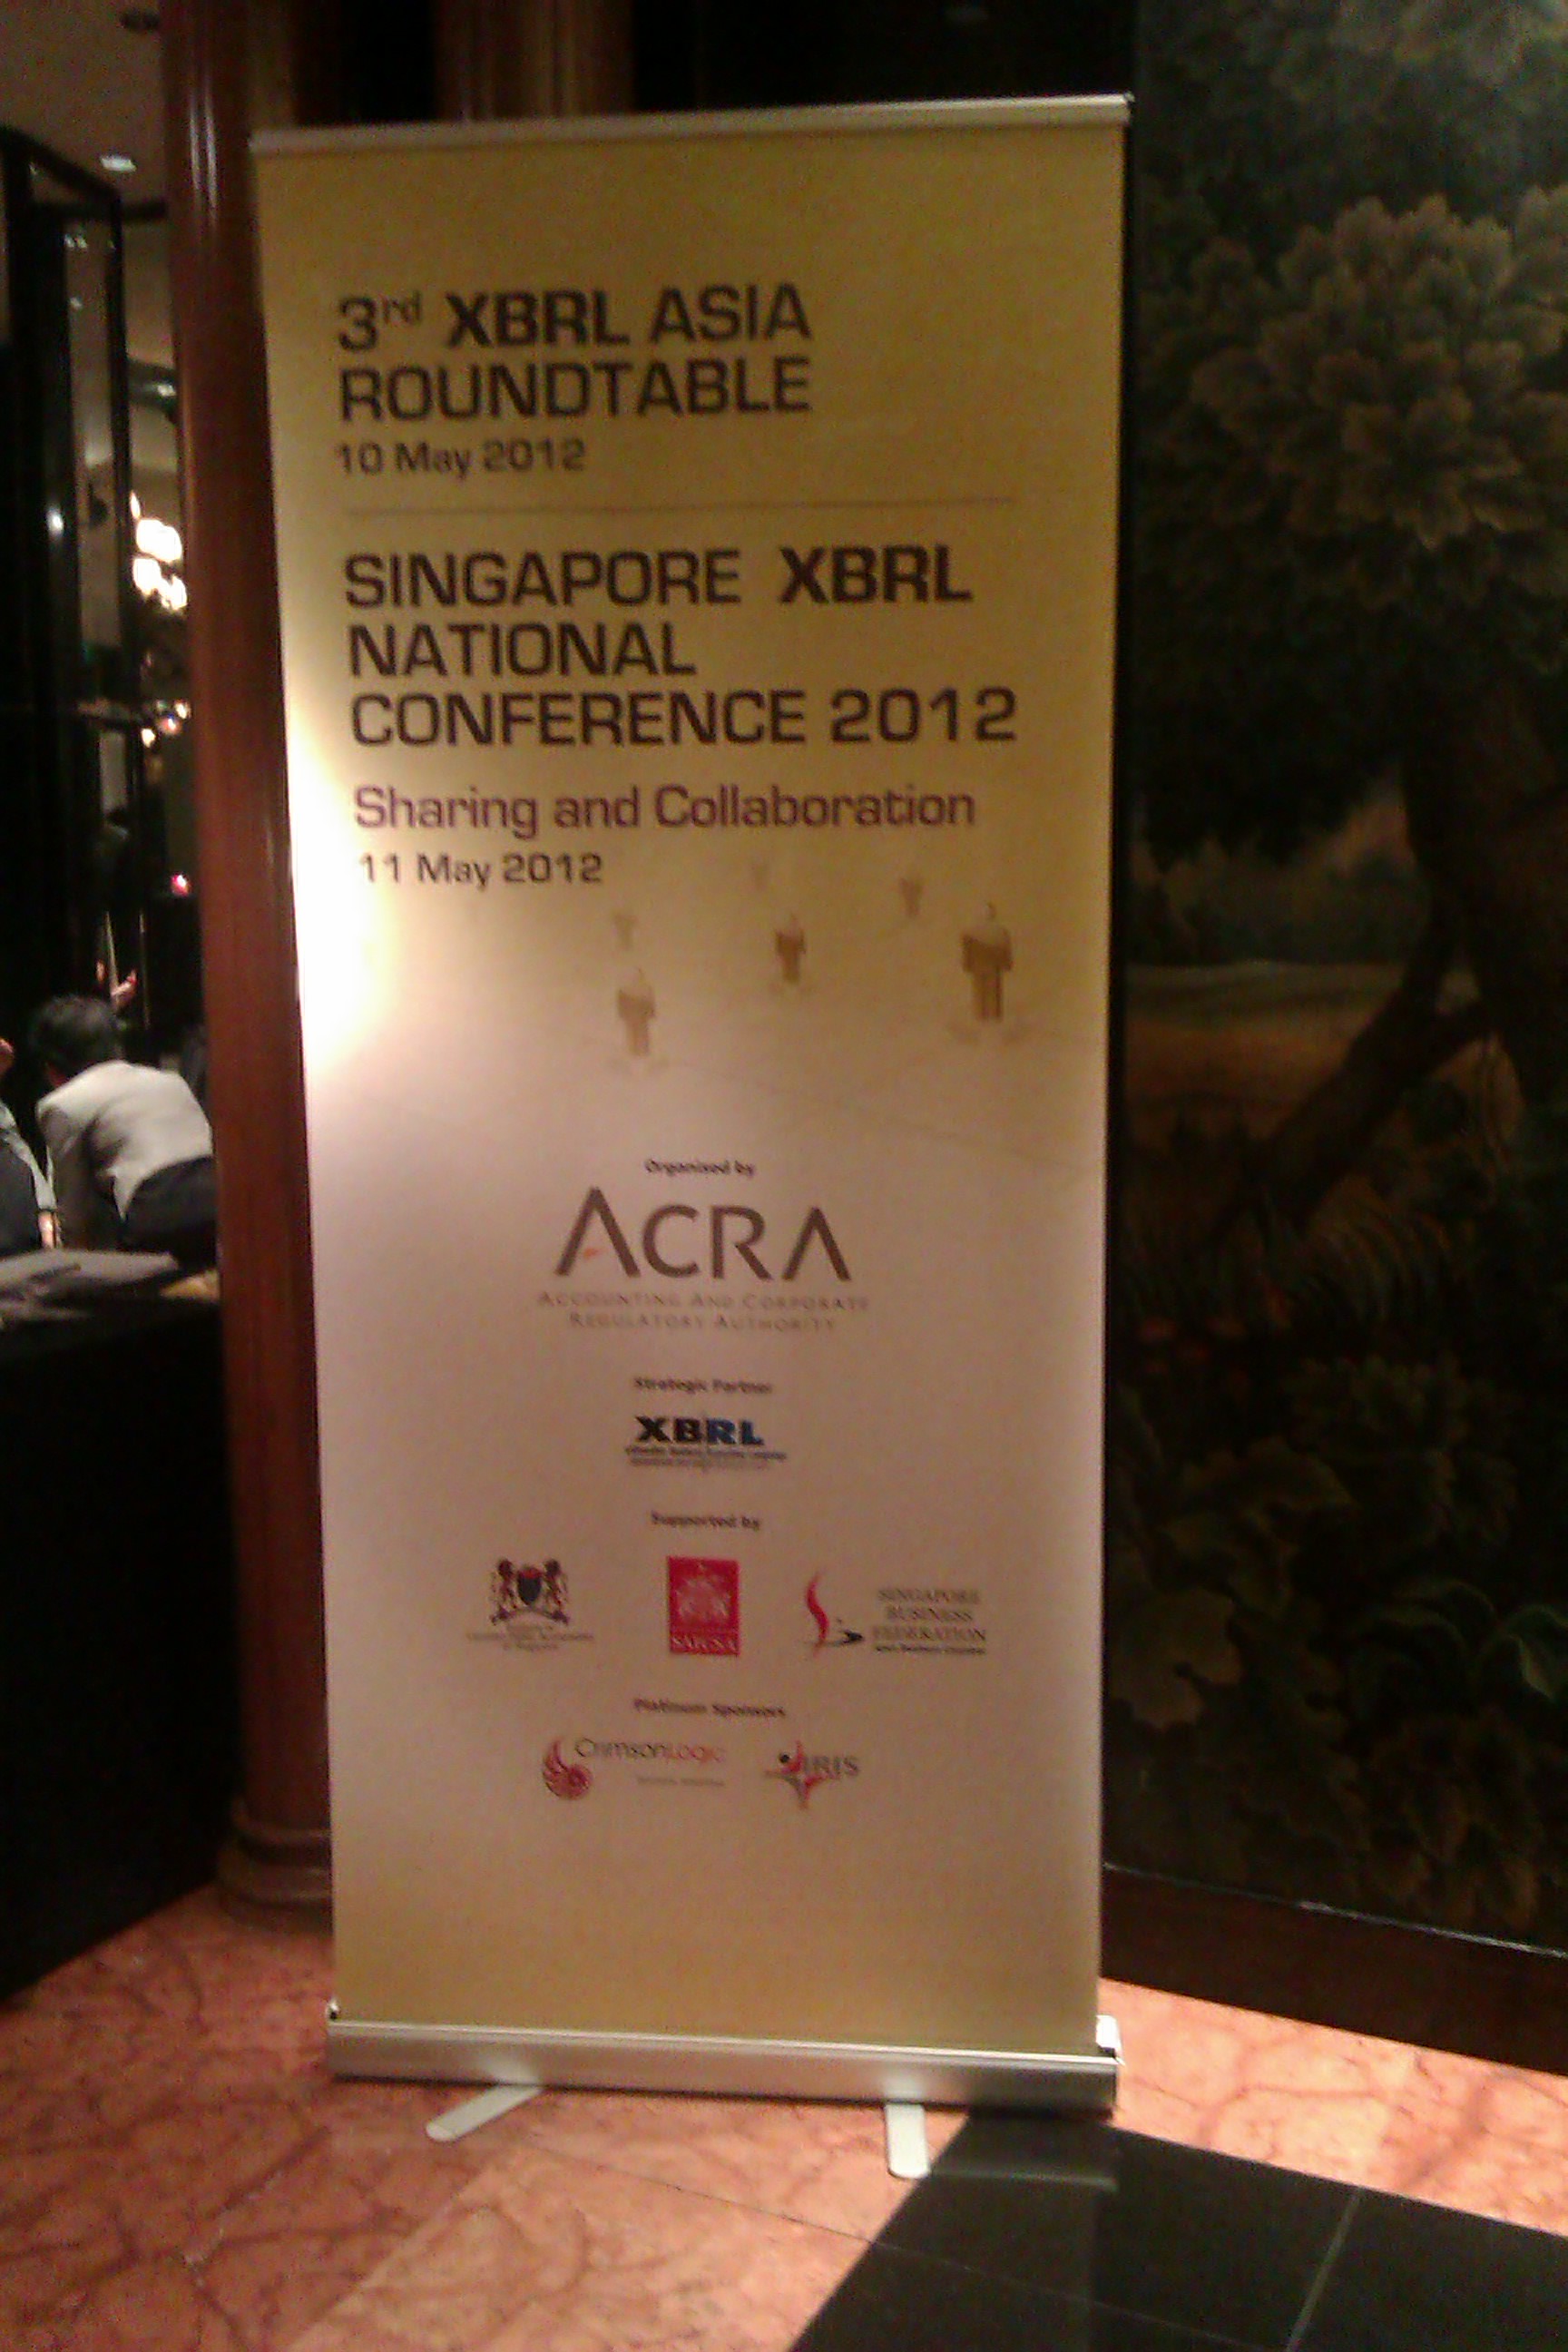 3rd XBRL ASIA
ROUNDTABLE
10 May 2012
SINGAPORE XBRL
NATIONAL
CONFERENCE 2012
Sharing and Collaboration
11 May 2012
Organised by
ACRA
ACCOUNTING AND CORPORATE
REGULATORY AUTHORITY
Strategic Partner
XBRL
Supported by
SAICSA
SINGAPORE
BUSINESS
FEDERATION
Platinum Sponsors
CrimsonLogic
IRIS